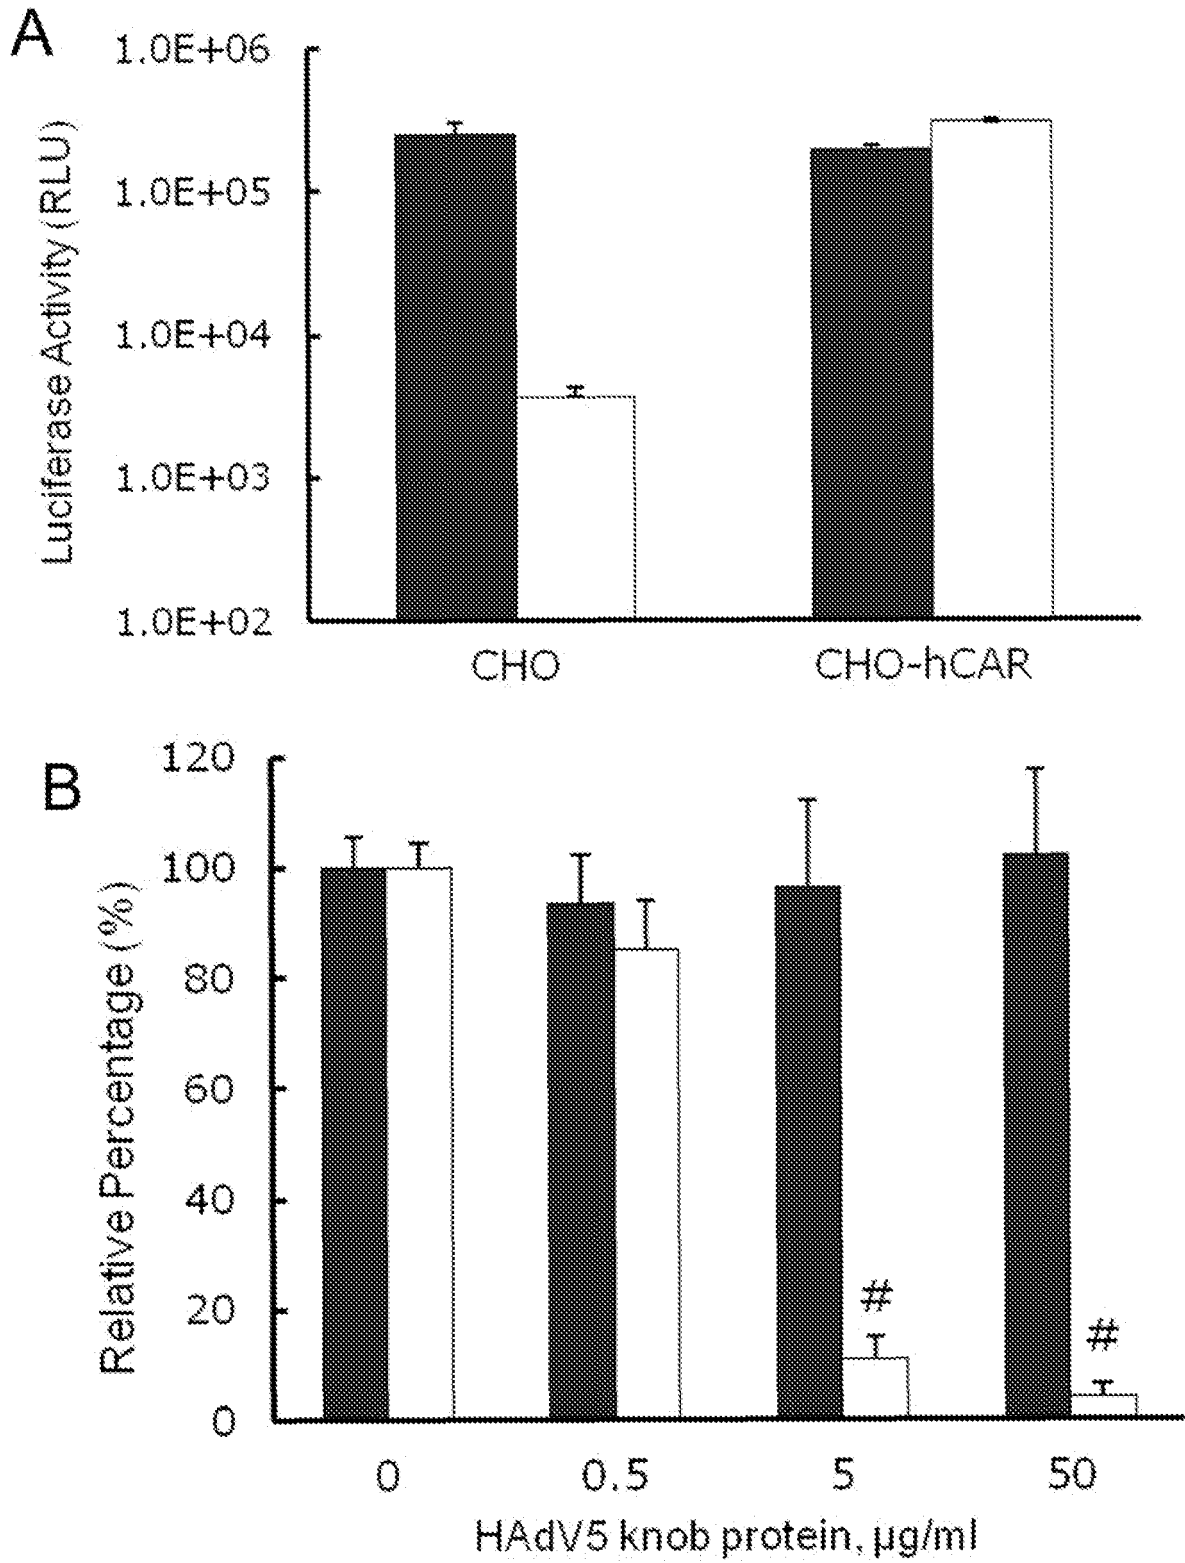 A
1.0E+06
1.0E+05
1.0E+04
1.0E+03
1.0E+02
Luciferase Activity (RLU)
CHO CHO-hCAR
B
120
100
80
60
40
20
0
Relative Percentage (%)
#
#
0 0.5 5 50
HAdV5 knob protein, µg/ml